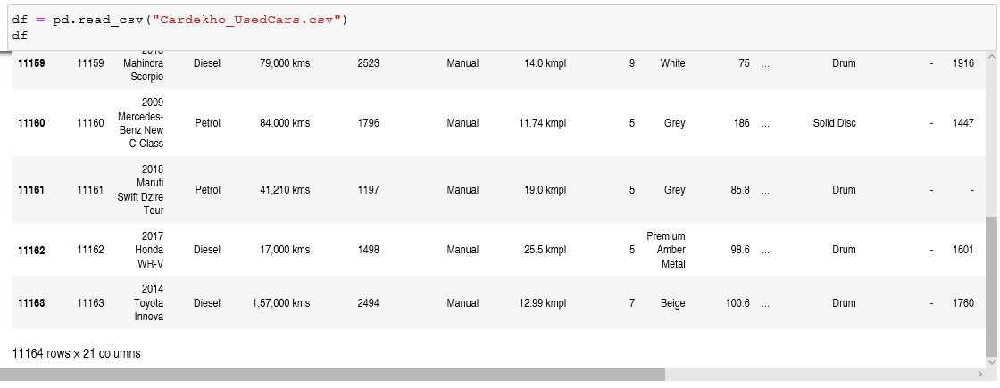 df = pd.read_csv("Cardekho_UsedCars.csv")
df
11159 11159 Mahindra Scorpio Diesel 79,000 kms 2523 Manual 14.0 kmpl 9 White 75 ... Drum - 1916
11160 11160 2009 Mercedes-Benz New C-Class Petrol 84,000 kms 1796 Manual 11.74 kmpl 5 Grey 186 ... Solid Disc - 1447
11161 11161 2018 Maruti Swift Dzire Tour Petrol 41,210 kms 1197 Manual 19.0 kmpl 5 Grey 85.8 ... Drum - -
11162 11162 2017 Honda WR-V Diesel 17,000 kms 1498 Manual 25.5 kmpl 5 Premium Amber Metal 98.6 ... Drum - 1601
11163 11163 2014 Toyota Innova Diesel 1,57,000 kms 2494 Manual 12.99 kmpl 7 Beige 100.6 ... Drum - 1760
11164 rows x 21 columns